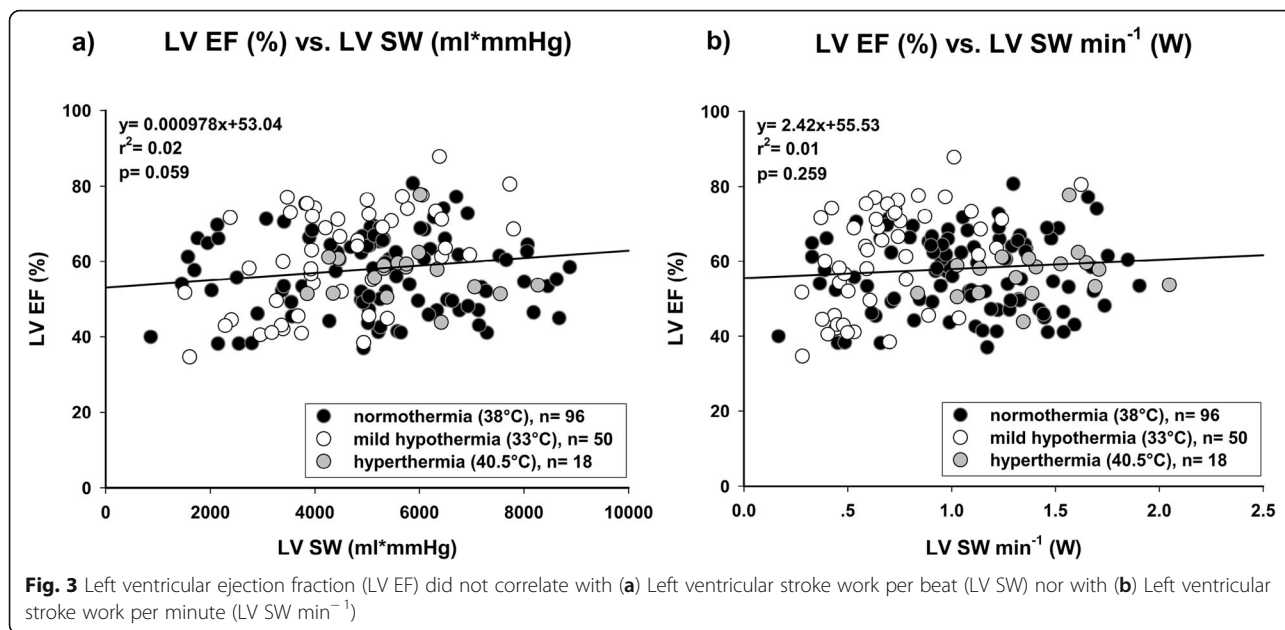 a) LV EF (%) vs. LV SW (ml*mmHg)
100
80
60
40
20
0
LV EF (%)
y= 0.000978x+53.04
r²= 0.02
p= 0.059
normothermia (38°C), n= 96
mild hypothermia (33°C), n= 50
hyperthermia (40.5°C), n= 18
0 2000 4000 6000 8000 10000
LV SW (ml*mmHg)
b) LV EF (%) vs. LV SW min⁻¹ (W)
100
80
60
40
20
0
LV EF (%)
y= 2.42x+55.53
r²= 0.01
p= 0.259
normothermia (38°C), n= 96
mild hypothermia (33°C), n= 50
hyperthermia (40.5°C), n= 18
0.0 .5 1.0 1.5 2.0 2.5
LV SW min⁻¹ (W)
Fig. 3 Left ventricular ejection fraction (LV EF) did not correlate with (a) Left ventricular stroke work per beat (LV SW) nor with (b) Left ventricular
stroke work per minute (LV SW min⁻¹)